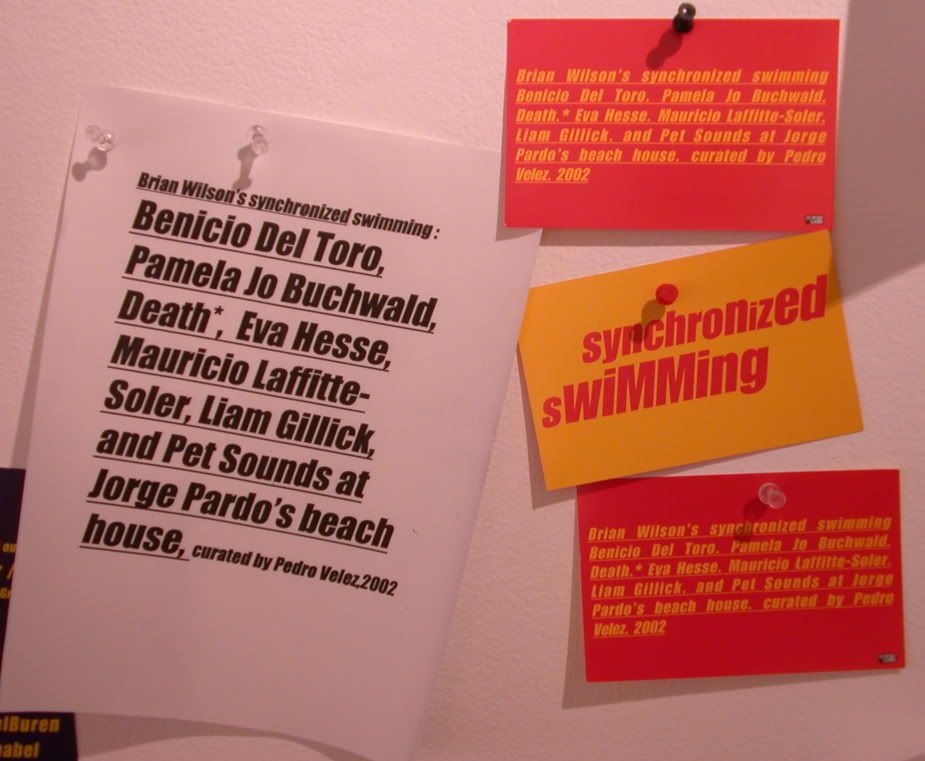 Brian Wilson's synchronized swimming :
Benicio Del Toro,
Pamela Jo Buchwald,
Death*, Eva Hesse,
Mauricio Laffitte-
Soler, Liam Gillick,
and Pet Sounds at
Jorge Pardo's beach
house, curated by Pedro Velez,2002
Brian Wilson's synchronized swimming
Benicio Del Toro. Pamela Jo Buchwald.
Death.* Eva Hesse. Mauricio Laffitte-Soler.
Liam Gillick. and Pet Sounds at Jorge
Pardo's beach house. curated by Pedro
Velez. 2002
synchronized
swiMMing
Brian Wilson's synchronized swimming
Benicio Del Toro. Pamela Jo Buchwald.
Death.* Eva Hesse. Mauricio Laffitte-Soler.
Liam Gillick. and Pet Sounds at Jorge
Pardo's beach house. curated by Pedro
Velez. 2002
elBuren
nabel